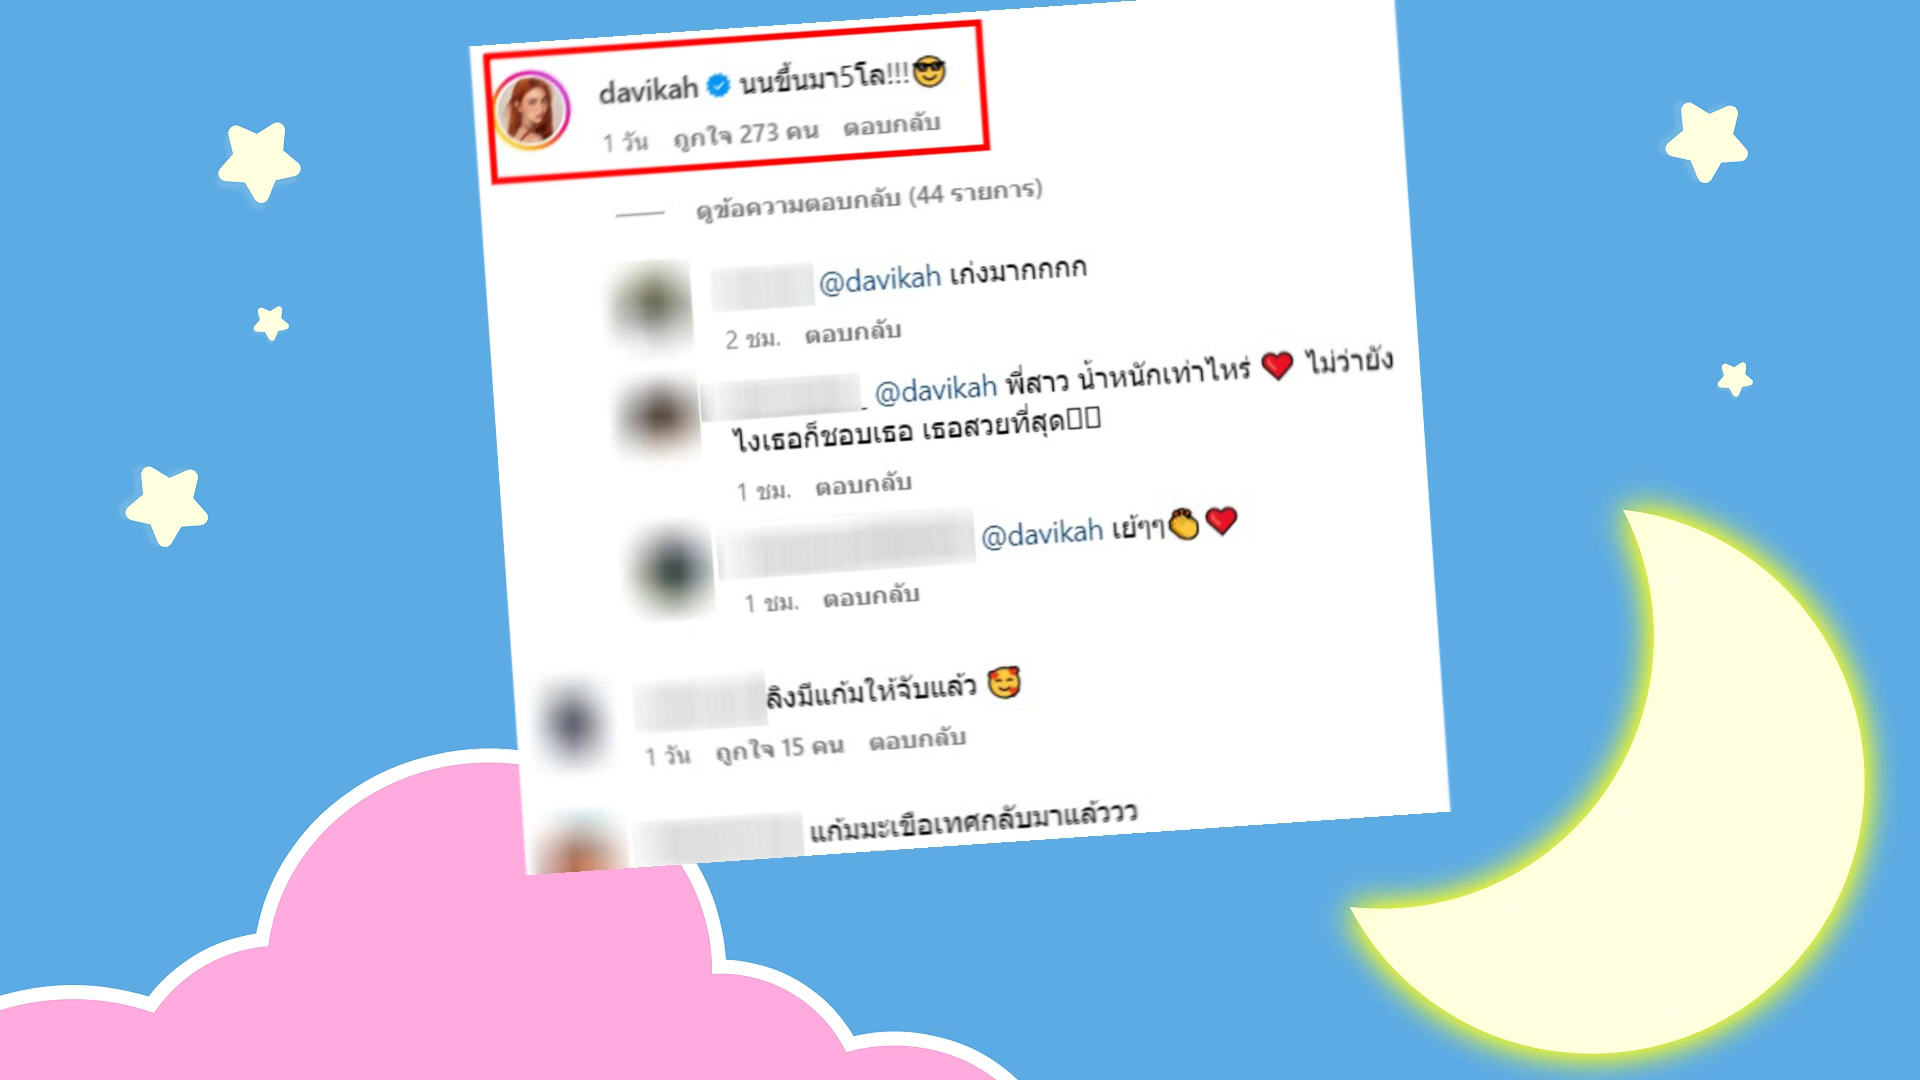 davikah นนขึ้นมา5โล!!!😎
1 วัน ถูกใจ 273 คน ตอบกลับ
ดูข้อความตอบกลับ (44 รายการ)
@davikah เก่งมากกกก
2 ชม. ตอบกลับ
_ @davikah พี่สาว น้ำหนักเท่าไหร่ ❤️ ไม่ว่ายัง
ไงเธอก็ชอบเธอ เธอสวยที่สุด▯▯
1 ชม. ตอบกลับ
@davikah เย้ๆๆ👏❤️
1 ชม. ตอบกลับ
ลิงมีแก้มให้จับแล้ว 🥰
1 วัน ถูกใจ 15 คน ตอบกลับ
แก้มมะเขือเทศกลับมาแล้ววว